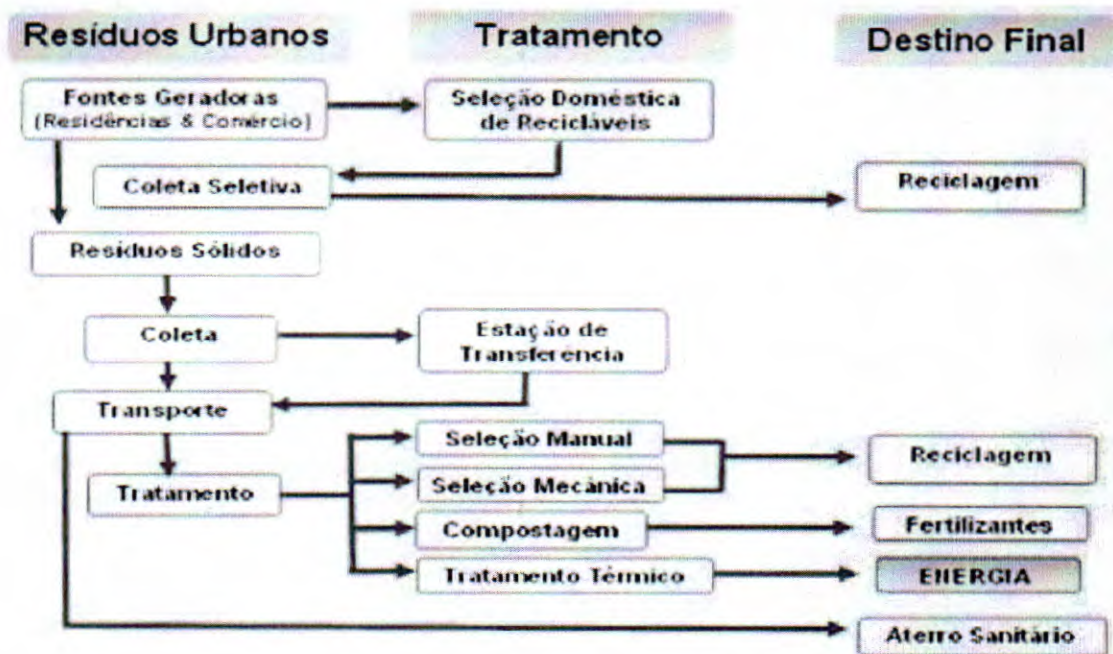 Resíduos Urbanos
Tratamento
Destino Final
Fontes Geradoras
(Residências & Comércio)
Seleção Doméstica
de Recicláveis
Coleta Seletiva
Reciclagem
Resíduos Sólidos
Coleta
Estação de
Transferência
Transporte
Seleção Manual
Reciclagem
Tratamento
Seleção Mecânica
Compostagem
Fertilizantes
Tratamento Térmico
ENERGIA
Aterro Sanitário